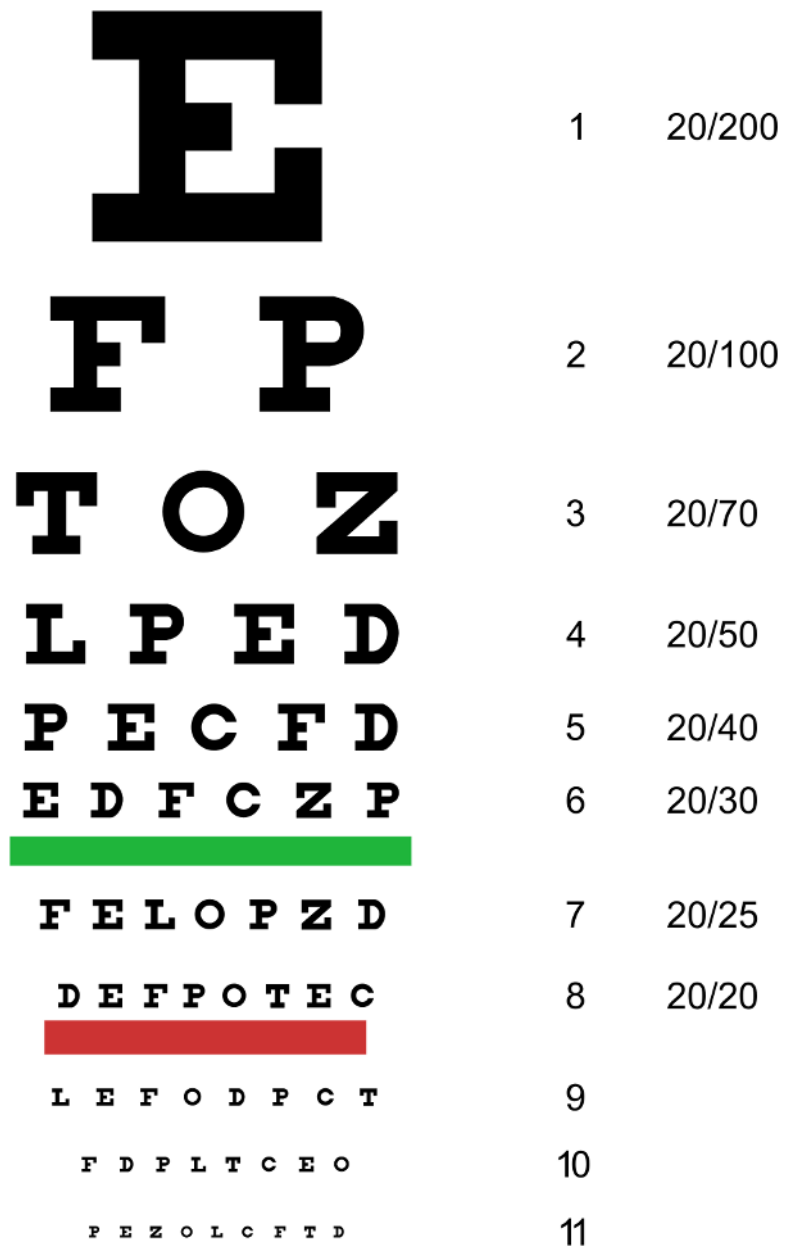 E 1 20/200
F P 2 20/100
T O Z 3 20/70
L P E D 4 20/50
P E C F D 5 20/40
E D F C Z P 6 20/30
F E L O P Z D 7 20/25
D E F P O T E C 8 20/20
L E F O D P C T 9
F D P L T C E O 10
P E Z O L C F T D 11